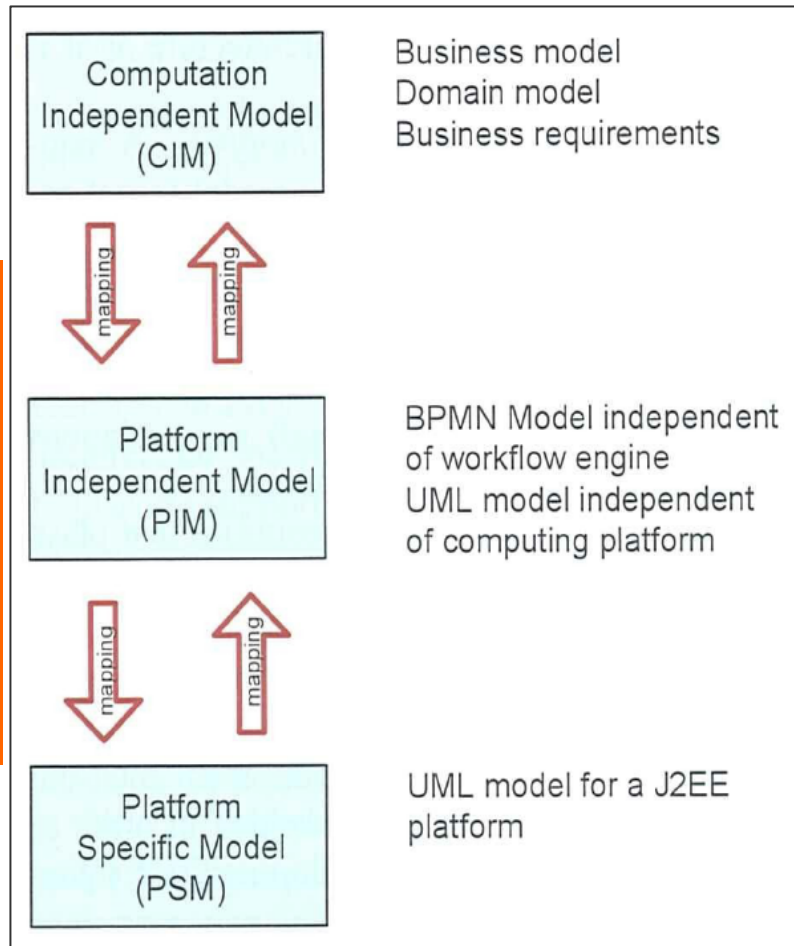 Computation
Independent Model
(CIM)
Business model
Domain model
Business requirements
mapping
mapping
Platform
Independent Model
(PIM)
BPMN Model independent
of workflow engine
UML model independent
of computing platform
mapping
mapping
Platform
Specific Model
(PSM)
UML model for a J2EE
platform